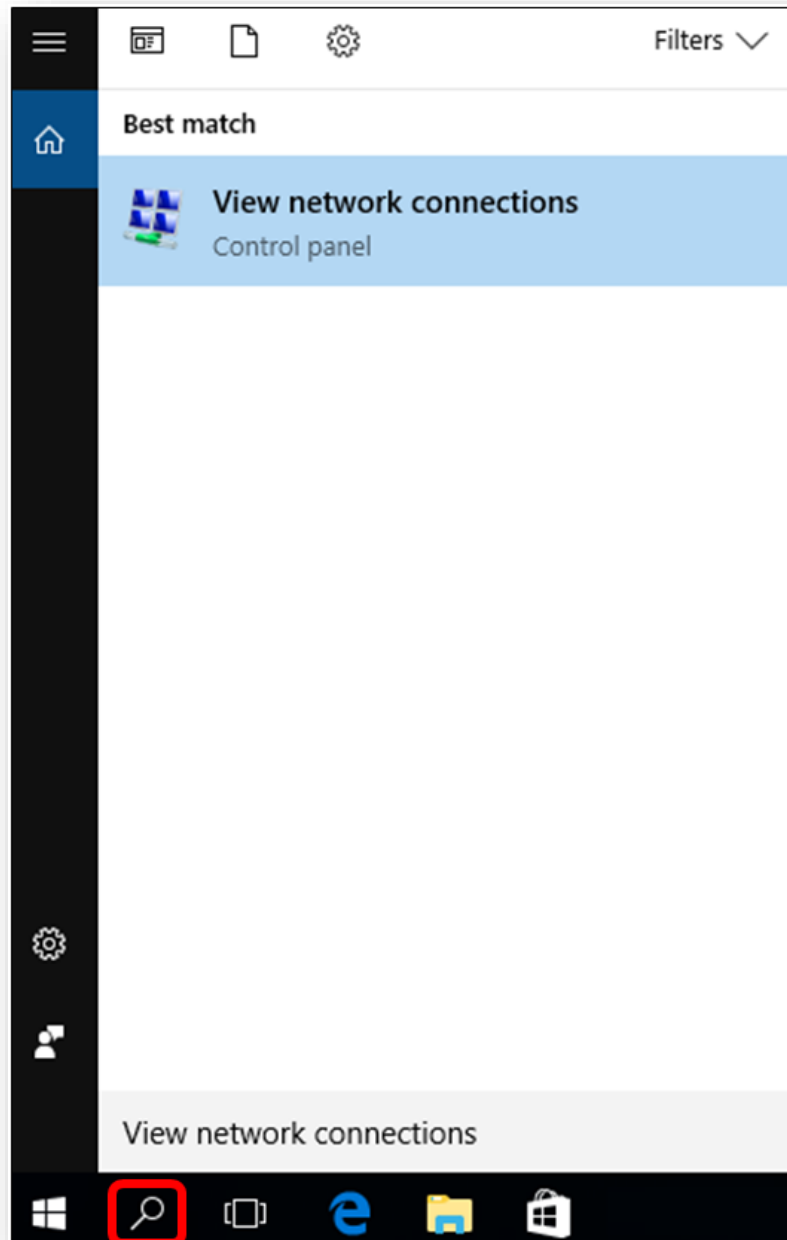 Filters
Best match
View network connections
Control panel
View network connections